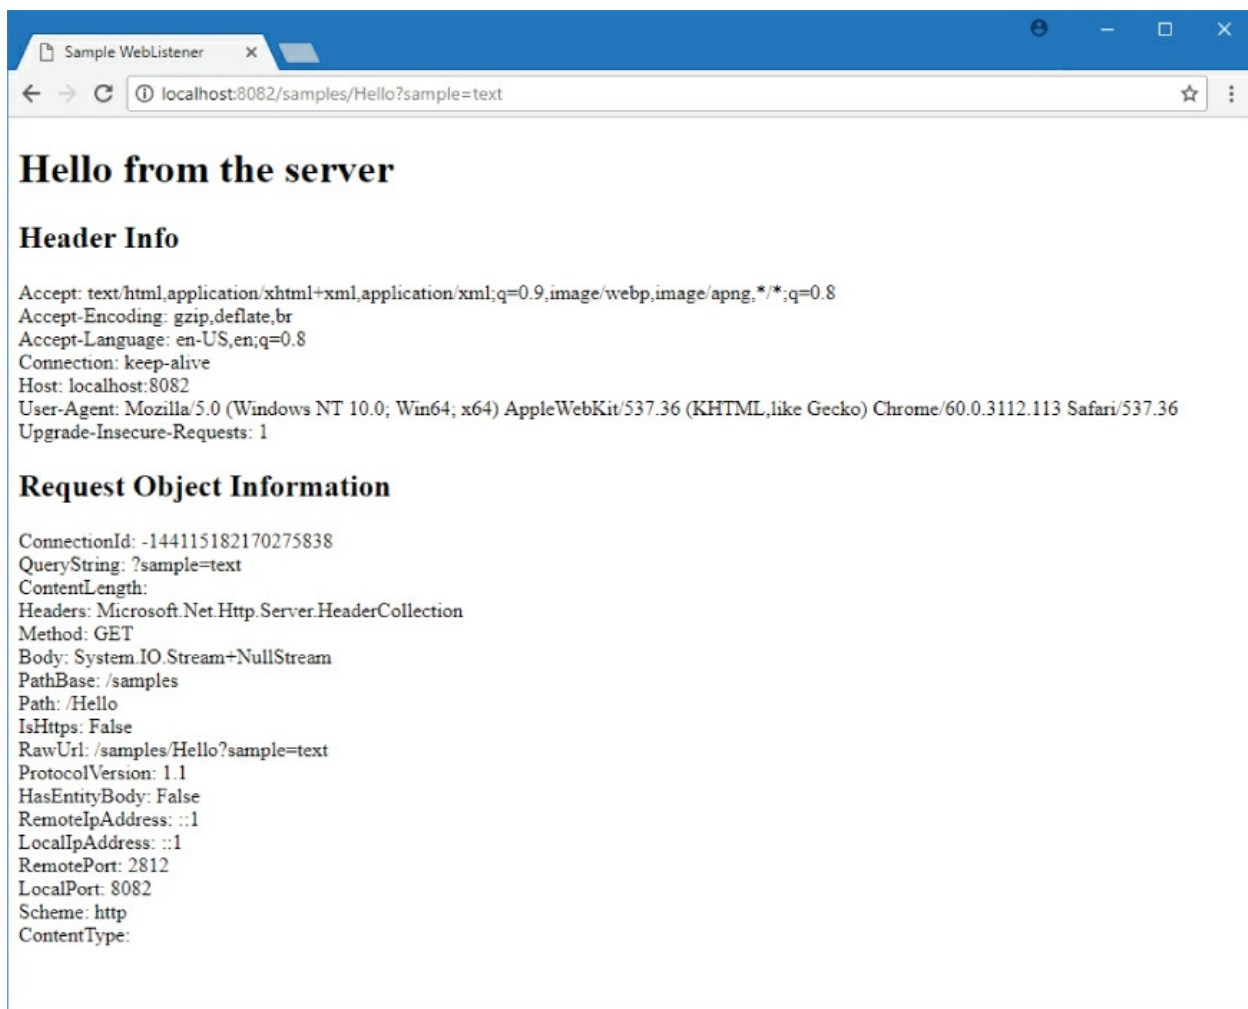 Sample WebListener
localhost:8082/samples/Hello?sample=text
Hello from the server
Header Info
Accept: text/html,application/xhtml+xml,application/xml;q=0.9,image/webp,image/apng,*/*;q=0.8
Accept-Encoding: gzip,deflate,br
Accept-Language: en-US,en;q=0.8
Connection: keep-alive
Host: localhost:8082
User-Agent: Mozilla/5.0 (Windows NT 10.0; Win64; x64) AppleWebKit/537.36 (KHTML,like Gecko) Chrome/60.0.3112.113 Safari/537.36
Upgrade-Insecure-Requests: 1
Request Object Information
ConnectionId: -144115182170275838
QueryString: ?sample=text
ContentLength:
Headers: Microsoft.Net.Http.Server.HeaderCollection
Method: GET
Body: System.IO.Stream+NullStream
PathBase: /samples
Path: /Hello
IsHttps: False
RawUrl: /samples/Hello?sample=text
ProtocolVersion: 1.1
HasEntityBody: False
RemoteIpAddress: ::1
LocalIpAddress: ::1
RemotePort: 2812
LocalPort: 8082
Scheme: http
ContentType: